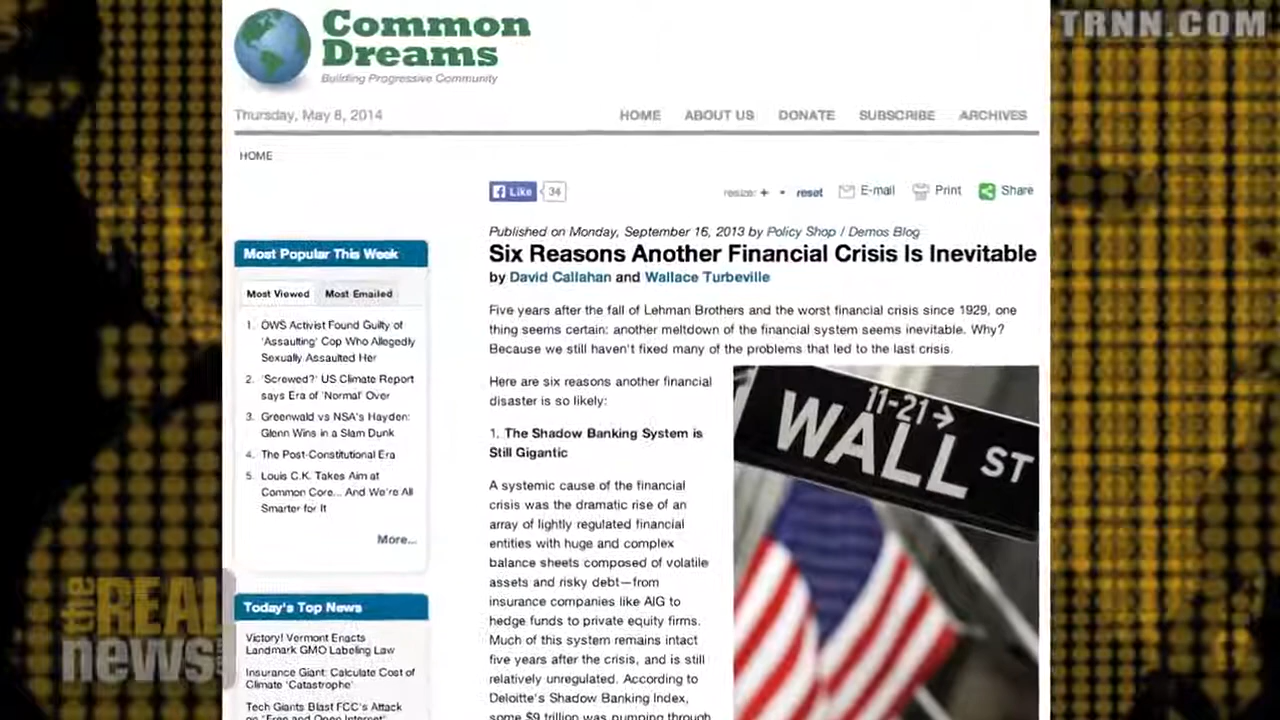 TRNN.COM
Common
Dreams
Building Progressive Community
Thursday, May 8, 2014
HOME ABOUT US DONATE SUBSCRIBE ARCHIVES
HOME
Like 34
resize: + - reset E-mail Print Share
Published on Monday, September 16, 2013 by Policy Shop / Demos Blog
Six Reasons Another Financial Crisis Is Inevitable
by David Callahan and Wallace Turbeville
Five years after the fall of Lehman Brothers and the worst financial crisis since 1929, one
thing seems certain: another meltdown of the financial system seems inevitable. Why?
Because we still haven't fixed many of the problems that led to the last crisis.
Here are six reasons another financial
disaster is so likely:
1. The Shadow Banking System is
Still Gigantic
A systemic cause of the financial
crisis was the dramatic rise of an
array of lightly regulated financial
entities with huge and complex
balance sheets composed of volatile
assets and risky debt—from
insurance companies like AIG to
hedge funds to private equity firms.
Much of this system remains intact
five years after the crisis, and is still
relatively unregulated. According to
Deloitte's Shadow Banking Index,
some $9 trillion was pumping through
11-21→
WALL ST
Most Popular This Week
Most Viewed Most Emailed
1. OWS Activist Found Guilty of
'Assaulting' Cop Who Allegedly
Sexually Assaulted Her
2. 'Screwed?' US Climate Report
says Era of 'Normal' Over
3. Greenwald vs NSA's Hayden:
Glenn Wins in a Slam Dunk
4. The Post-Constitutional Era
5. Louis C.K. Takes Aim at
Common Core... And We're All
Smarter for It
More...
Today's Top News
Victory! Vermont Enacts
Landmark GMO Labeling Law
Insurance Giant: Calculate Cost of
Climate 'Catastrophe'
Tech Giants Blast FCC's Attack
on "Free and Open Internet"
the REAL
news